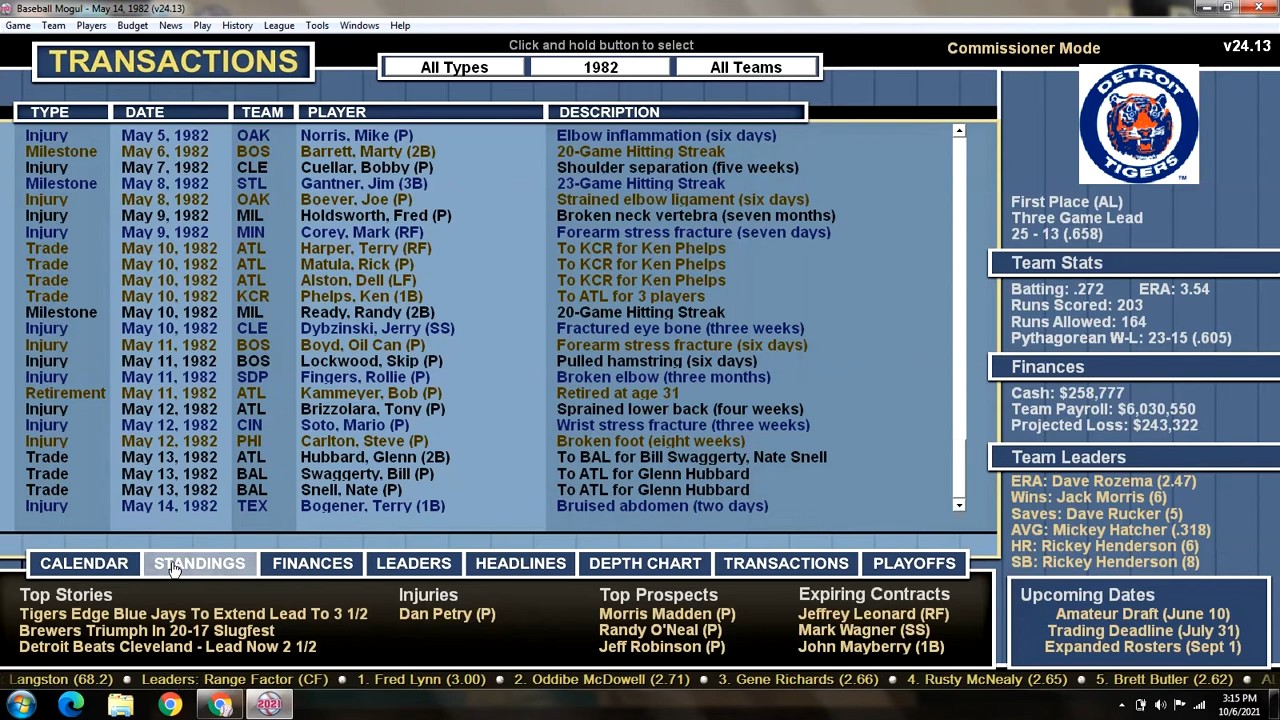 Baseball Mogul - May 14, 1982 (v24.13)
Game Team Players Budget News Play History League Tools Windows Help
TRANSACTIONS
Click and hold button to select
All Types 1982 All Teams
Commissioner Mode v24.13
TYPE DATE TEAM PLAYER DESCRIPTION
Injury May 5, 1982 OAK Norris, Mike (P) Elbow inflammation (six days)
Milestone May 6, 1982 BOS Barrett, Marty (2B) 20-Game Hitting Streak
Injury May 7, 1982 CLE Cuellar, Bobby (P) Shoulder separation (five weeks)
Milestone May 8, 1982 STL Gantner, Jim (3B) 23-Game Hitting Streak
Injury May 8, 1982 OAK Boever, Joe (P) Strained elbow ligament (six days)
Injury May 9, 1982 MIL Holdsworth, Fred (P) Broken neck vertebra (seven months)
Injury May 9, 1982 MIN Corey, Mark (RF) Forearm stress fracture (seven days)
Trade May 10, 1982 ATL Harper, Terry (RF) To KCR for Ken Phelps
Trade May 10, 1982 ATL Matula, Rick (P) To KCR for Ken Phelps
Trade May 10, 1982 ATL Alston, Dell (LF) To KCR for Ken Phelps
Trade May 10, 1982 KCR Phelps, Ken (1B) To ATL for 3 players
Milestone May 10, 1982 MIL Ready, Randy (2B) 20-Game Hitting Streak
Injury May 10, 1982 CLE Dybzinski, Jerry (SS) Fractured eye bone (three weeks)
Injury May 11, 1982 BOS Boyd, Oil Can (P) Forearm stress fracture (six days)
Injury May 11, 1982 BOS Lockwood, Skip (P) Pulled hamstring (six days)
Injury May 11, 1982 SDP Fingers, Rollie (P) Broken elbow (three months)
Retirement May 11, 1982 ATL Kammeyer, Bob (P) Retired at age 31
Injury May 12, 1982 ATL Brizzolara, Tony (P) Sprained lower back (four weeks)
Injury May 12, 1982 CIN Soto, Mario (P) Wrist stress fracture (three weeks)
Injury May 12, 1982 PHI Carlton, Steve (P) Broken foot (eight weeks)
Trade May 13, 1982 ATL Hubbard, Glenn (2B) To BAL for Bill Swaggerty, Nate Snell
Trade May 13, 1982 BAL Swaggerty, Bill (P) To ATL for Glenn Hubbard
Trade May 13, 1982 BAL Snell, Nate (P) To ATL for Glenn Hubbard
Injury May 14, 1982 TEX Bogener, Terry (1B) Bruised abdomen (two days)
DETROIT
TIGERS
TM
First Place (AL)
Three Game Lead
25 - 13 (.658)
Team Stats
Batting: .272 ERA: 3.54
Runs Scored: 203
Runs Allowed: 164
Pythagorean W-L: 23-15 (.605)
Finances
Cash: $258,777
Team Payroll: $6,030,550
Projected Loss: $243,322
Team Leaders
ERA: Dave Rozema (2.47)
Wins: Jack Morris (6)
Saves: Dave Rucker (5)
AVG: Mickey Hatcher (.318)
HR: Rickey Henderson (6)
SB: Rickey Henderson (8)
CALENDAR STANDINGS FINANCES LEADERS HEADLINES DEPTH CHART TRANSACTIONS PLAYOFFS
Top Stories
Tigers Edge Blue Jays To Extend Lead To 3 1/2
Brewers Triumph In 20-17 Slugfest
Detroit Beats Cleveland - Lead Now 2 1/2
Injuries
Dan Petry (P)
Top Prospects
Morris Madden (P)
Randy O'Neal (P)
Jeff Robinson (P)
Expiring Contracts
Jeffrey Leonard (RF)
Mark Wagner (SS)
John Mayberry (1B)
Upcoming Dates
Amateur Draft (June 10)
Trading Deadline (July 31)
Expanded Rosters (Sept 1)
Langston (68.2) • Leaders: Range Factor (CF) • 1. Fred Lynn (3.00) • 2. Oddibe McDowell (2.71) • 3. Gene Richards (2.66) • 4. Rusty McNealy (2.65) • 5. Brett Butler (2.62) • Al
2021
3:15 PM
10/6/2021